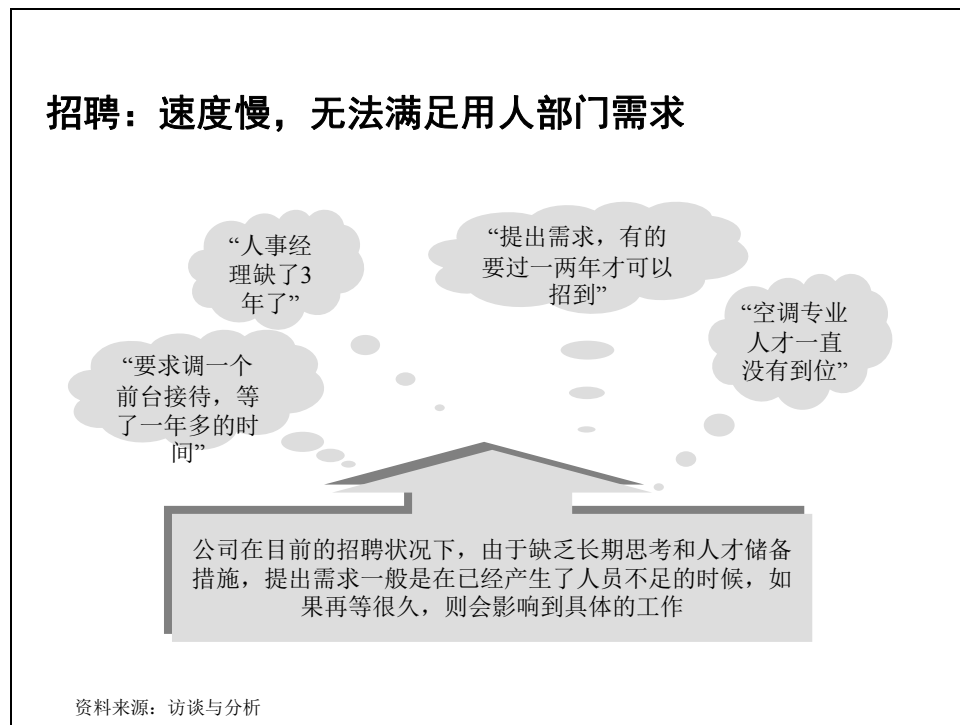 招聘：速度慢，无法满足用人部门需求
“人事经
理缺了3
年了”
“提出需求，有的
要过一两年才可以
招到”
“空调专业
人才一直
没有到位”
“要求调一个
前台接待，等
了一年多的时
间”
公司在目前的招聘状况下，由于缺乏长期思考和人才储备
措施，提出需求一般是在已经产生了人员不足的时候，如
果再等很久，则会影响到具体的工作
资料来源：访谈与分析